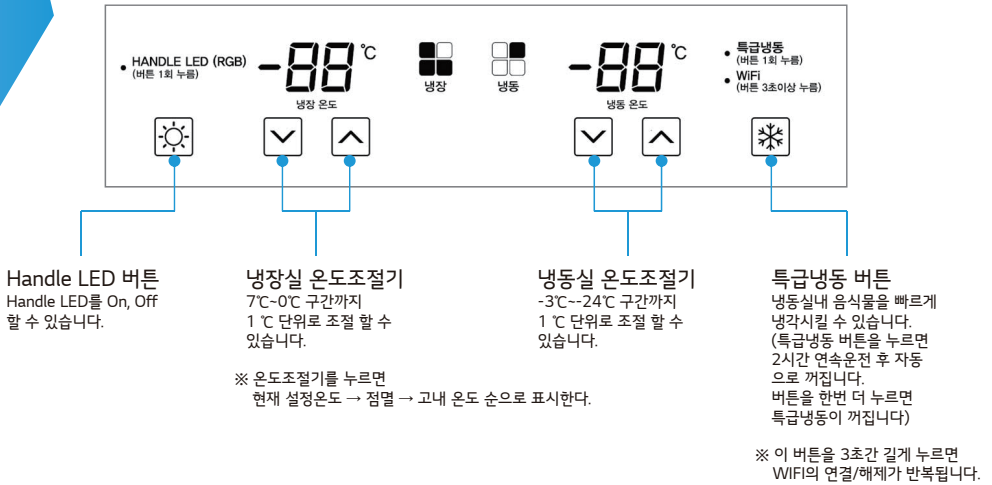 • HANDLE LED (RGB)
(버튼 1회 누름)
-88 ℃
냉장 온도
냉장
냉동
-88 ℃
냉동 온도
• 특급냉동
(버튼 1회 누름)
• WiFi
(버튼 3초이상 누름)
Handle LED 버튼
Handle LED를 On, Off
할 수 있습니다.
냉장실 온도조절기
7℃~0℃ 구간까지
1 ℃ 단위로 조절 할 수
있습니다.
※ 온도조절기를 누르면
현재 설정온도 → 점멸 → 고내 온도 순으로 표시한다.
냉동실 온도조절기
-3℃~-24℃ 구간까지
1 ℃ 단위로 조절 할 수
있습니다.
특급냉동 버튼
냉동실내 음식물을 빠르게
냉각시킬 수 있습니다.
(특급냉동 버튼을 누르면
2시간 연속운전 후 자동
으로 꺼집니다.
버튼을 한번 더 누르면
특급냉동이 꺼집니다)
※ 이 버튼을 3초간 길게 누르면
WIFI의 연결/해제가 반복됩니다.